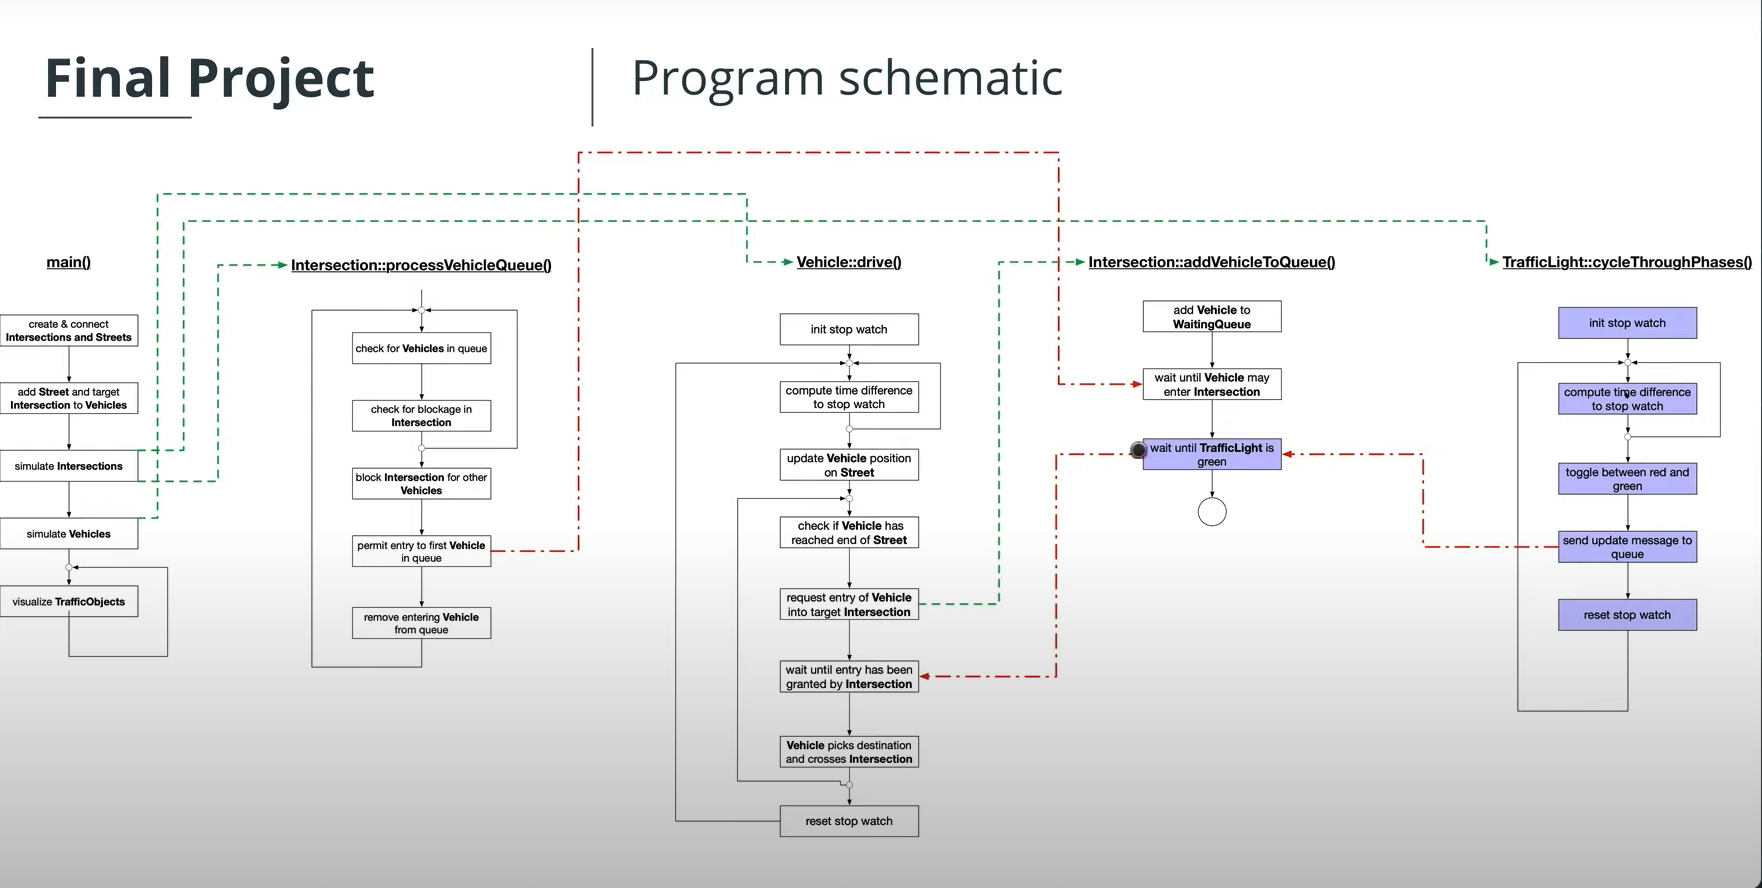 Final Project
Program schematic
main()
create & connect
Intersections and Streets
add Street and target
Intersection to Vehicles
simulate Intersections
simulate Vehicles
visualize TrafficObjects
Intersection::processVehicleQueue()
check for Vehicles in queue
check for blockage in
Intersection
block Intersection for other
Vehicles
permit entry to first Vehicle
in queue
remove entering Vehicle
from queue
Vehicle::drive()
init stop watch
compute time difference
to stop watch
update Vehicle position
on Street
check if Vehicle has
reached end of Street
request entry of Vehicle
into target Intersection
wait until entry has been
granted by Intersection
Vehicle picks destination
and crosses Intersection
reset stop watch
Intersection::addVehicleToQueue()
add Vehicle to
WaitingQueue
wait until Vehicle may
enter Intersection
wait until TrafficLight is
green
TrafficLight::cycleThroughPhases()
init stop watch
compute time difference
to stop watch
toggle between red and
green
send update message to
queue
reset stop watch